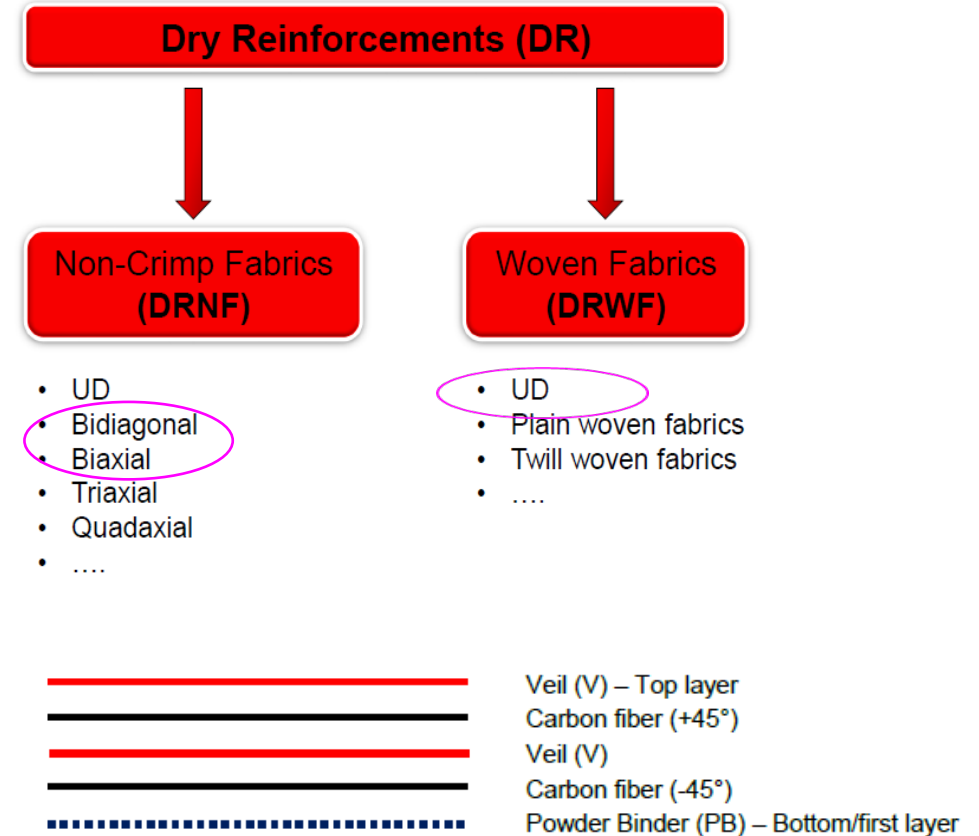 Dry Reinforcements (DR)
Non-Crimp Fabrics
(DRNF)
• UD
• Bidiagonal
• Biaxial
• Triaxial
• Quadaxial
• ….
Woven Fabrics
(DRWF)
• UD
• Plain woven fabrics
• Twill woven fabrics
• ….
Veil (V) – Top layer
Carbon fiber (+45°)
Veil (V)
Carbon fiber (-45°)
Powder Binder (PB) – Bottom/first layer